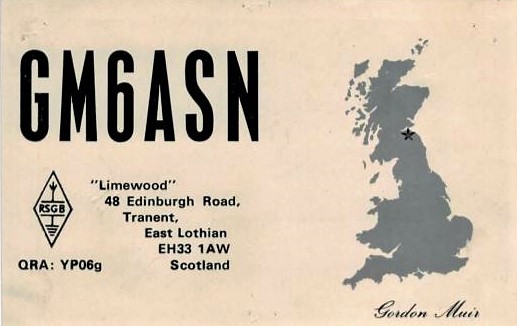 GM6ASN
"Limewood"
48 Edinburgh Road,
Tranent,
East Lothian
EH33 1AW
Scotland
RSGB
QRA: YP06g
Gordon Muir